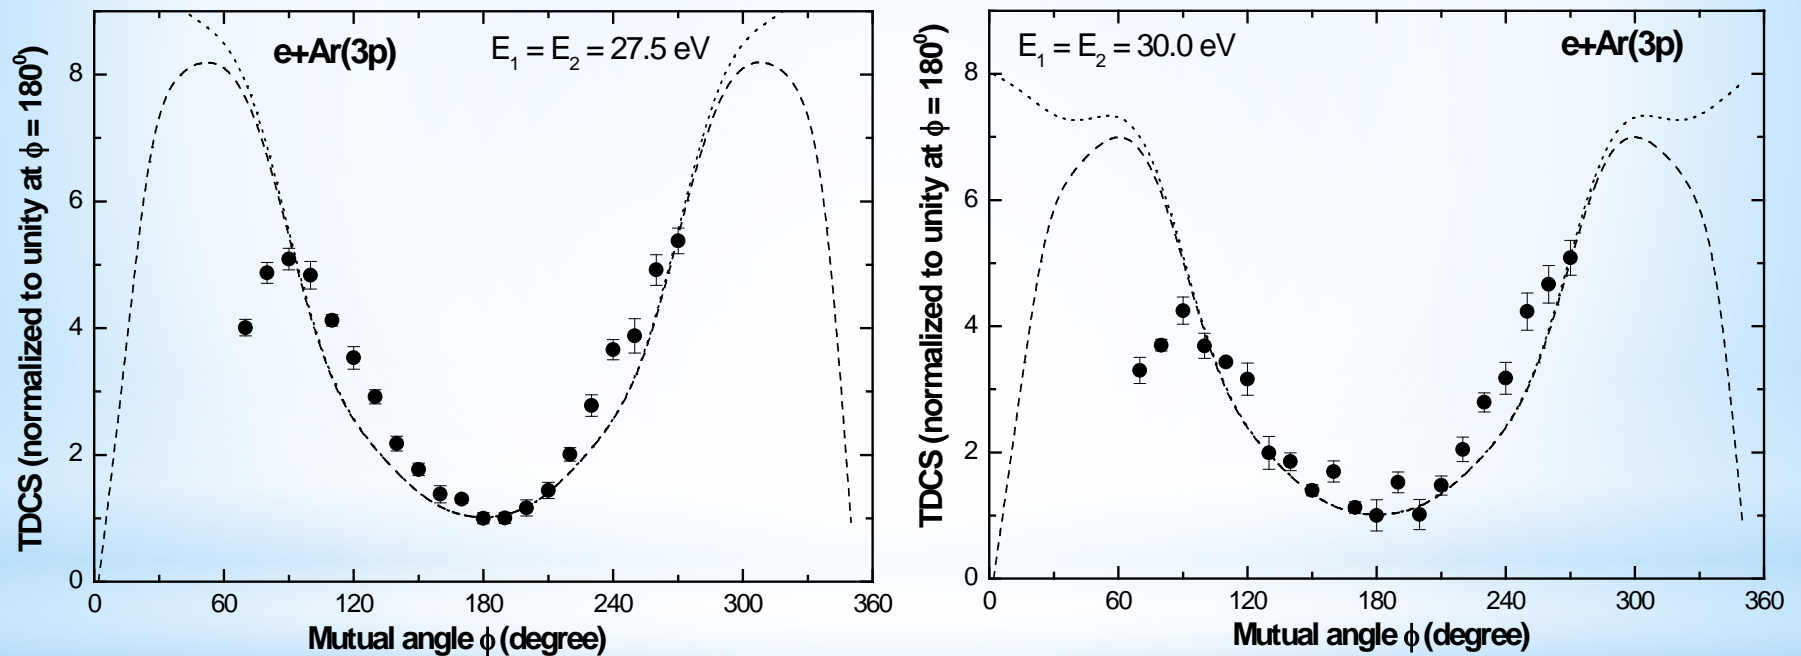 TDCS (normalized to unity at ϕ = 180⁰)
e+Ar(3p)
E₁ = E₂ = 27.5 eV
8
6
4
2
0
0 60 120 180 240 300 360
Mutual angle ϕ (degree)
TDCS (normalized to unity at ϕ = 180⁰)
E₁ = E₂ = 30.0 eV
e+Ar(3p)
8
6
4
2
0
0 60 120 180 240 300 360
Mutual angle ϕ (degree)